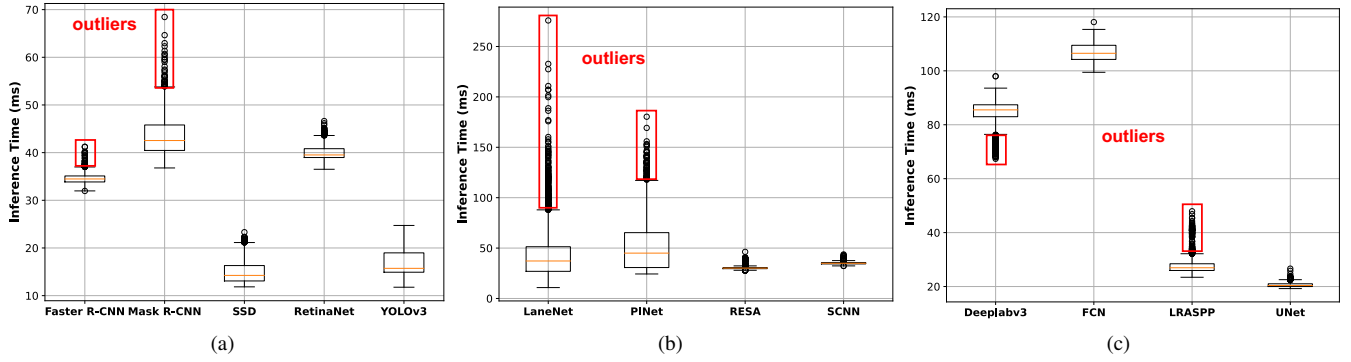 70
60
50
40
30
20
10
Inference Time (ms)
outliers
Faster R-CNN Mask R-CNN SSD RetinaNet YOLOv3
(a)
250
200
150
100
50
0
Inference Time (ms)
outliers
LaneNet PINet RESA SCNN
(b)
120
100
80
60
40
20
Inference Time (ms)
outliers
Deeplabv3 FCN LRASPP UNet
(c)